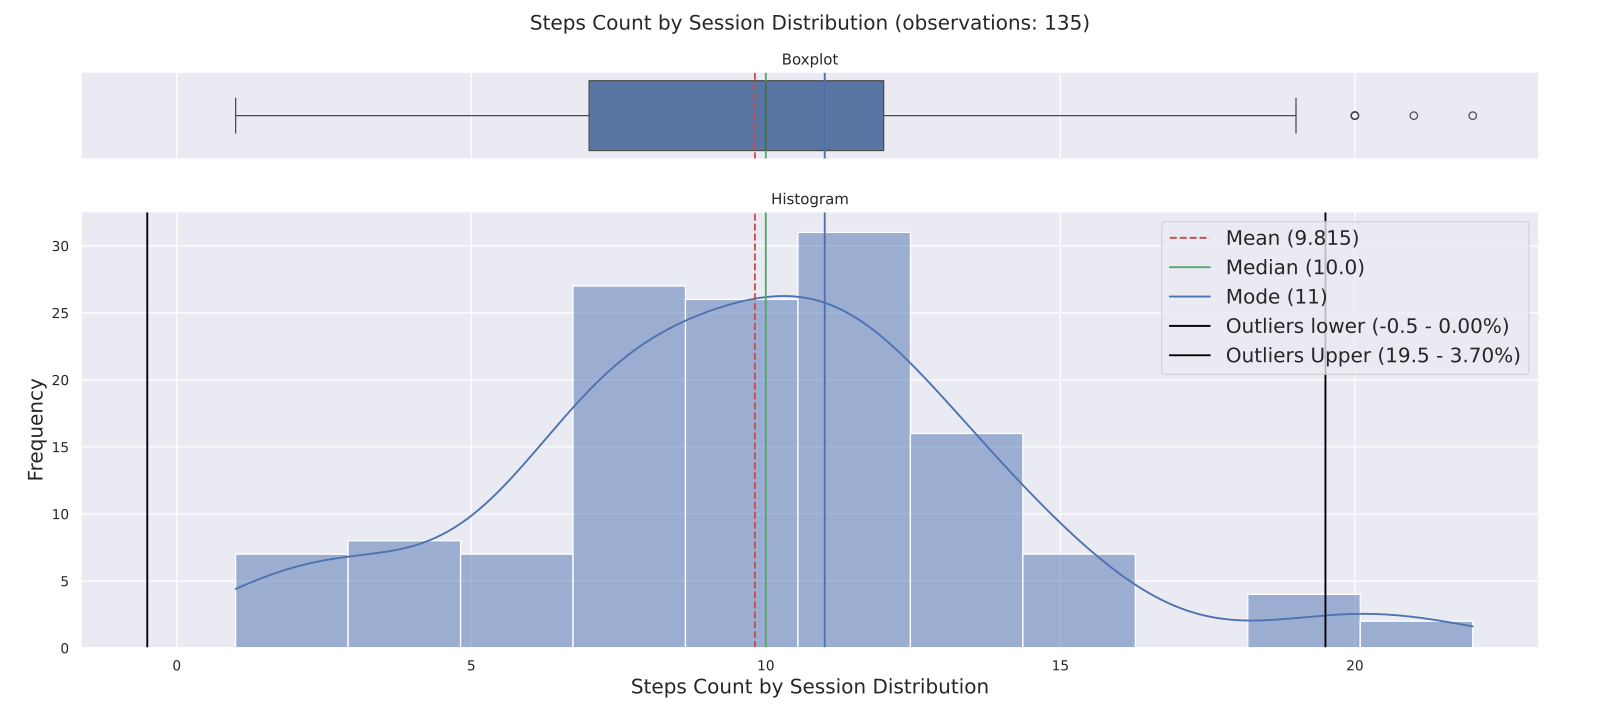 Steps Count by Session Distribution (observations: 135)
Boxplot
Histogram
Mean (9.815)
Median (10.0)
Mode (11)
Outliers lower (-0.5 - 0.00%)
Outliers Upper (19.5 - 3.70%)
Frequency
30
25
20
15
10
5
0
0 5 10 15 20
Steps Count by Session Distribution